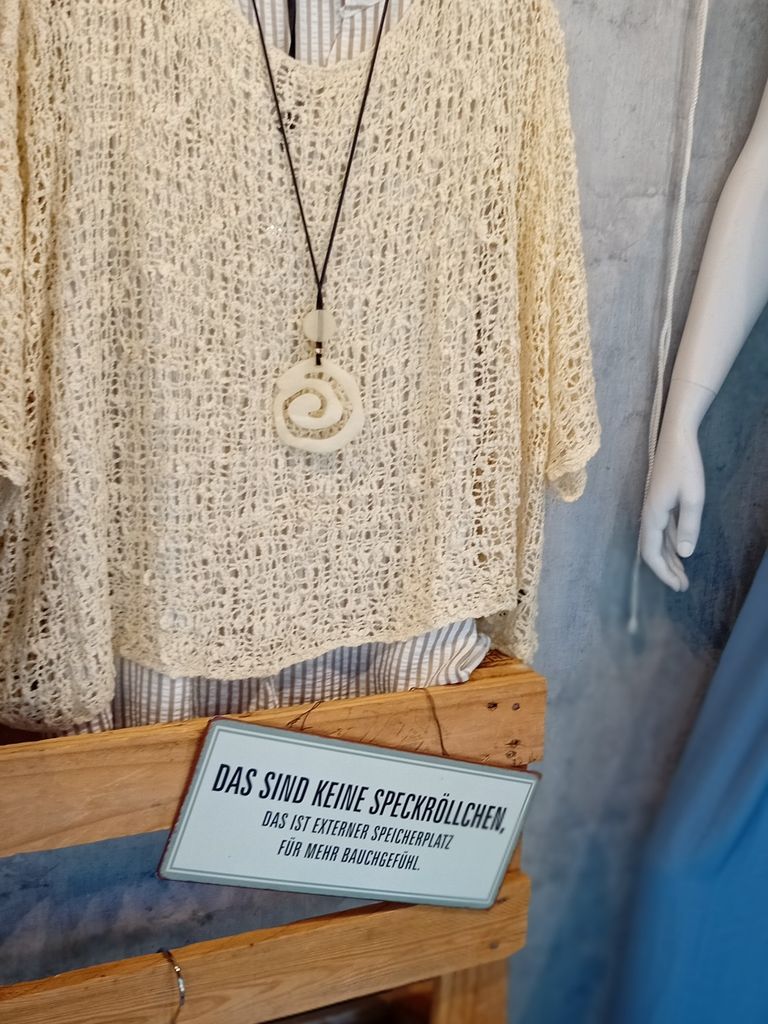 DAS SIND KEINE SPECKRÖLLCHEN,
DAS IST EXTERNER SPEICHERPLATZ
FÜR MEHR BAUCHGEFÜHL.